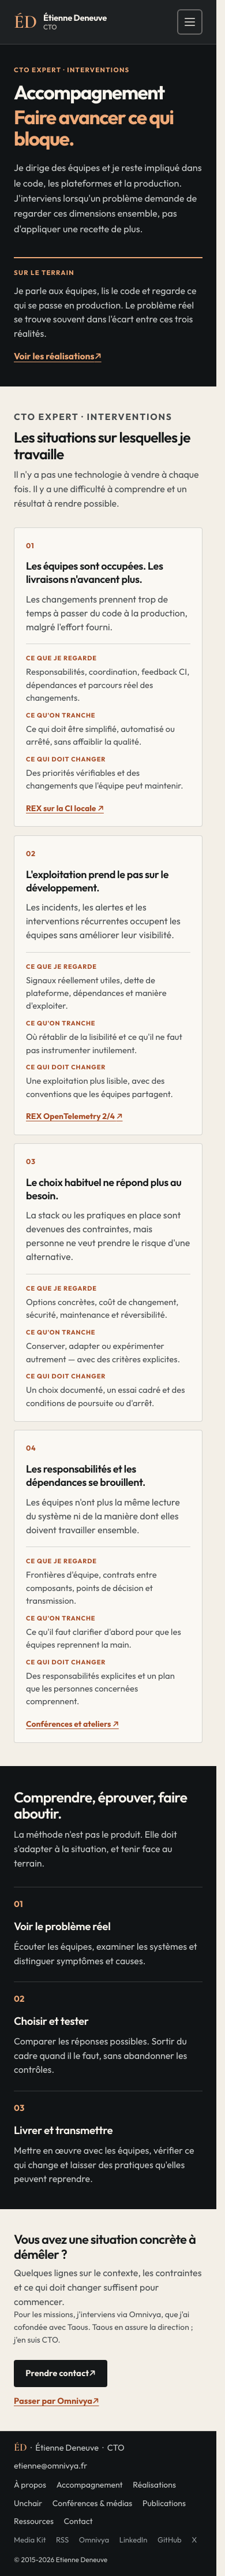 ÉD Étienne Deneuve
CTO
CTO EXPERT · INTERVENTIONS
Accompagnement
Faire avancer ce qui
bloque.
Je dirige des équipes et je reste impliqué dans
le code, les plateformes et la production.
J'interviens lorsqu'un problème demande de
regarder ces dimensions ensemble, pas
d'appliquer une recette de plus.
SUR LE TERRAIN
Je parle aux équipes, lis le code et regarde ce
qui se passe en production. Le problème réel
se trouve souvent dans l'écart entre ces trois
réalités.
Voir les réalisations↗
CTO EXPERT · INTERVENTIONS
Les situations sur lesquelles je
travaille
Il n'y a pas une technologie à vendre à chaque
fois. Il y a une difficulté à comprendre et un
résultat à rendre possible.
01
Les équipes sont occupées. Les
livraisons n'avancent plus.
Les changements prennent trop de
temps à passer du code à la production,
malgré l'effort fourni.
CE QUE JE REGARDE
Responsabilités, coordination, feedback CI,
dépendances et parcours réel des
changements.
CE QU'ON TRANCHE
Ce qui doit être simplifié, automatisé ou
arrêté, sans affaiblir la qualité.
CE QUI DOIT CHANGER
Des priorités vérifiables et des
changements que l'équipe peut maintenir.
REX sur la CI locale ↗
02
L'exploitation prend le pas sur le
développement.
Les incidents, les alertes et les
interventions récurrentes occupent les
équipes sans améliorer leur visibilité.
CE QUE JE REGARDE
Signaux réellement utiles, dette de
plateforme, dépendances et manière
d'exploiter.
CE QU'ON TRANCHE
Où rétablir de la lisibilité et ce qu'il ne faut
pas instrumenter inutilement.
CE QUI DOIT CHANGER
Une exploitation plus lisible, avec des
conventions que les équipes partagent.
REX OpenTelemetry 2/4 ↗
03
Le choix habituel ne répond plus au
besoin.
La stack ou les pratiques en place sont
devenues des contraintes, mais
personne ne veut prendre le risque d'une
alternative.
CE QUE JE REGARDE
Options concrètes, coût de changement,
sécurité, maintenance et réversibilité.
CE QU'ON TRANCHE
Conserver, adapter ou expérimenter
autrement — avec des critères explicites.
CE QUI DOIT CHANGER
Un choix documenté, un essai cadré et des
conditions de poursuite ou d'arrêt.
04
Les responsabilités et les
dépendances se brouillent.
Les équipes n'ont plus la même lecture
du système ni de la manière dont elles
doivent travailler ensemble.
CE QUE JE REGARDE
Frontières d'équipe, contrats entre
composants, points de décision et
transmission.
CE QU'ON TRANCHE
Ce qu'il faut clarifier d'abord pour que les
équipes reprennent la main.
CE QUI DOIT CHANGER
Des responsabilités explicites et un plan
que les personnes concernées
comprennent.
Conférences et ateliers ↗
Comprendre, éprouver, faire
aboutir.
La méthode n'est pas le produit. Elle doit
s'adapter à la situation, et tenir face au
terrain.
01
Voir le problème réel
Écouter les équipes, examiner les systèmes et
distinguer symptômes et causes.
02
Choisir et tester
Comparer les réponses possibles. Sortir du
cadre quand il le faut, sans abandonner les
contrôles.
03
Livrer et transmettre
Mettre en œuvre avec les équipes, vérifier ce
qui change et laisser des pratiques qu'elles
peuvent reprendre.
Vous avez une situation concrète à
démêler ?
Quelques lignes sur le contexte, les contraintes
et ce qui doit changer suffisent pour
commencer.
Pour les missions, j'interviens via Omnivya, que j'ai
cofondée avec Taous. Taous en assure la direction ;
j'en suis CTO.
Prendre contact↗
Passer par Omnivya↗
ÉD · Étienne Deneuve · CTO
etienne@omnivya.fr
À propos Accompagnement Réalisations
Unchair Conférences & médias Publications
Ressources Contact
Media Kit RSS Omnivya LinkedIn GitHub X
© 2015-2026 Etienne Deneuve